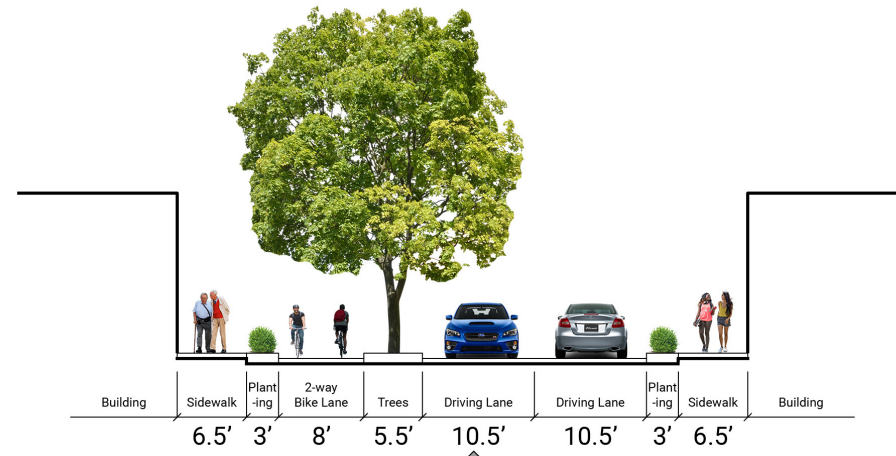 Building
Sidewalk
Plant
-ing
2-way
Bike Lane
Trees
Driving Lane
Driving Lane
Plant
-ing
Sidewalk
Building
6.5’ 3’ 8’ 5.5’ 10.5’ 10.5’ 3’ 6.5’